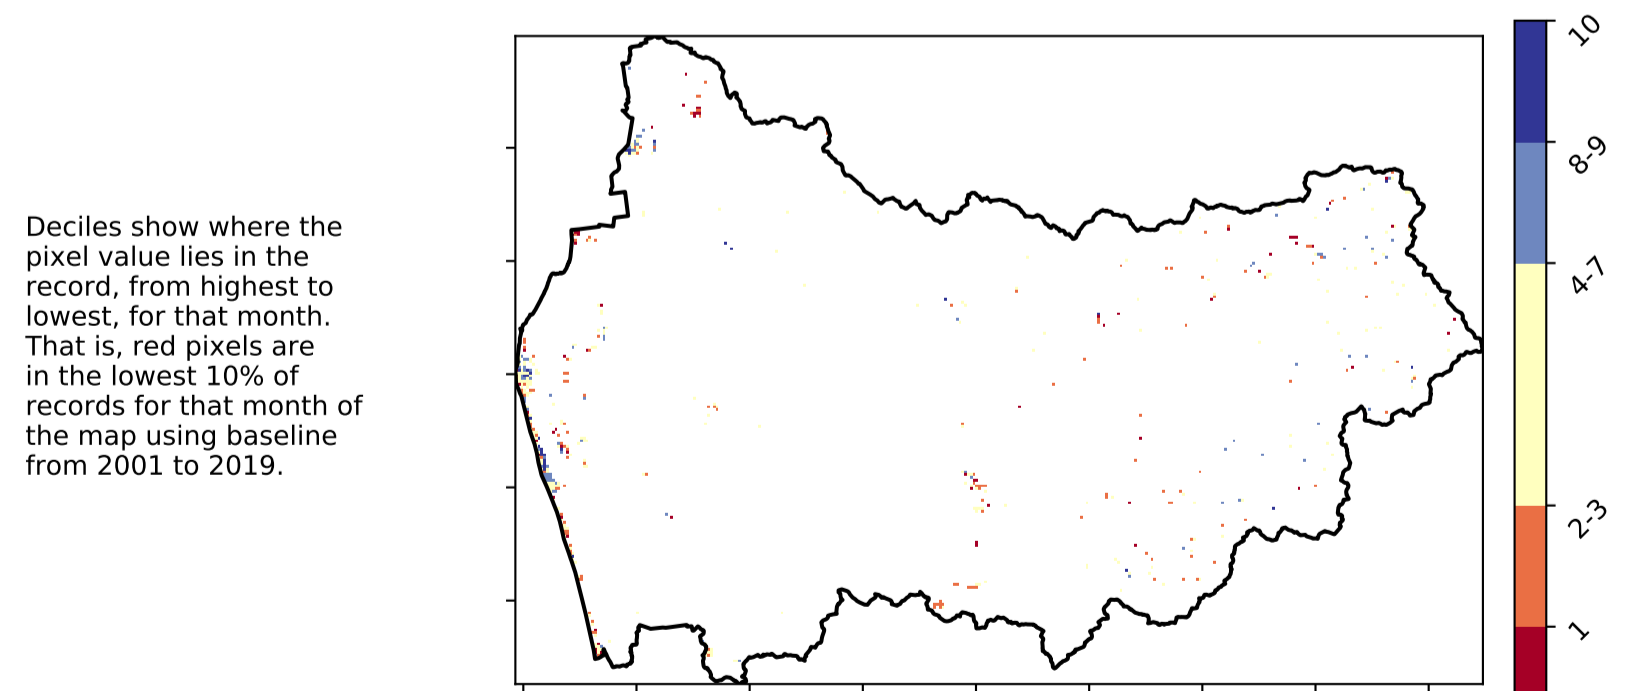 Deciles show where the
pixel value lies in the
record, from highest to
lowest, for that month.
That is, red pixels are
in the lowest 10% of
records for that month of
the map using baseline
from 2001 to 2019.
10
8-9
4-7
2-3
1